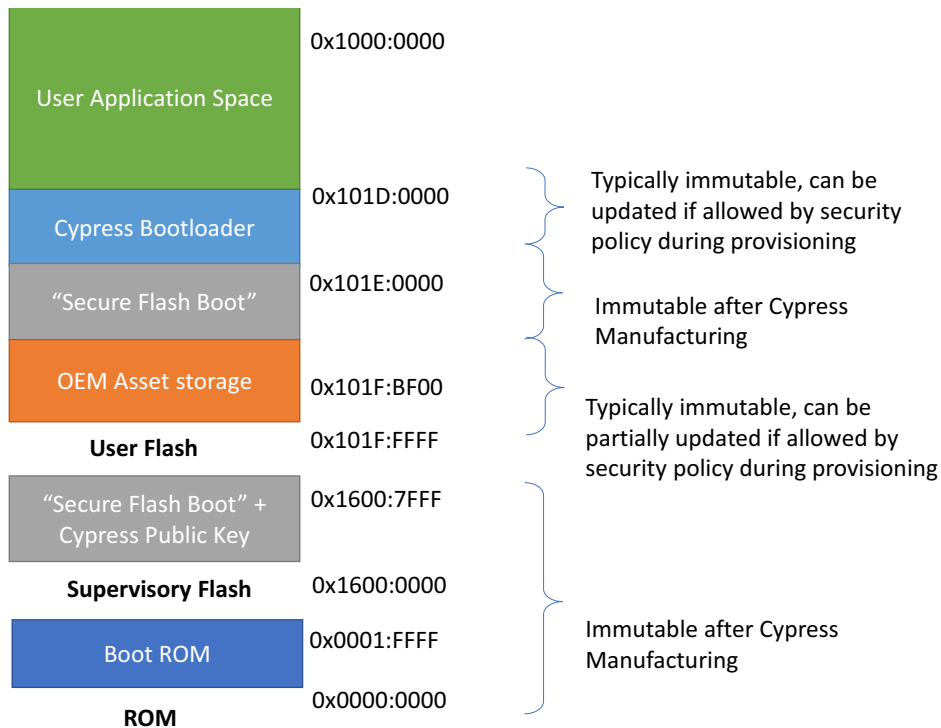 0x1000:0000
User Application Space
0x101D:0000
Typically immutable, can be
updated if allowed by security
policy during provisioning
Cypress Bootloader
0x101E:0000
“Secure Flash Boot”
Immutable after Cypress
Manufacturing
OEM Asset storage
0x101F:BF00
Typically immutable, can be
partially updated if allowed by
security policy during provisioning
User Flash
0x101F:FFFF
“Secure Flash Boot” +
Cypress Public Key
0x1600:7FFF
Supervisory Flash
0x1600:0000
Boot ROM
0x0001:FFFF
Immutable after Cypress
Manufacturing
0x0000:0000
ROM